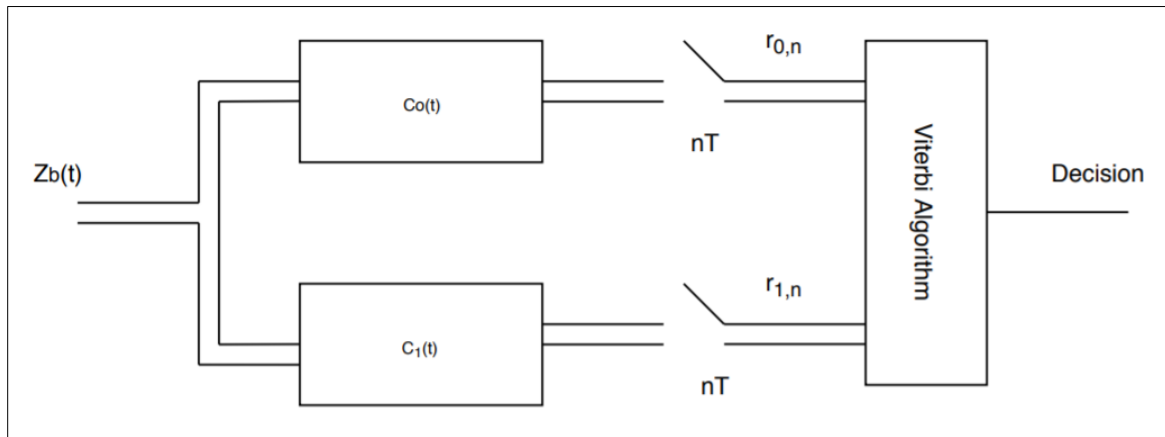 r0,n
Co(t)
nT
Zb(t)
Viterbi Algorithm
Decision
r1,n
C1(t)
nT